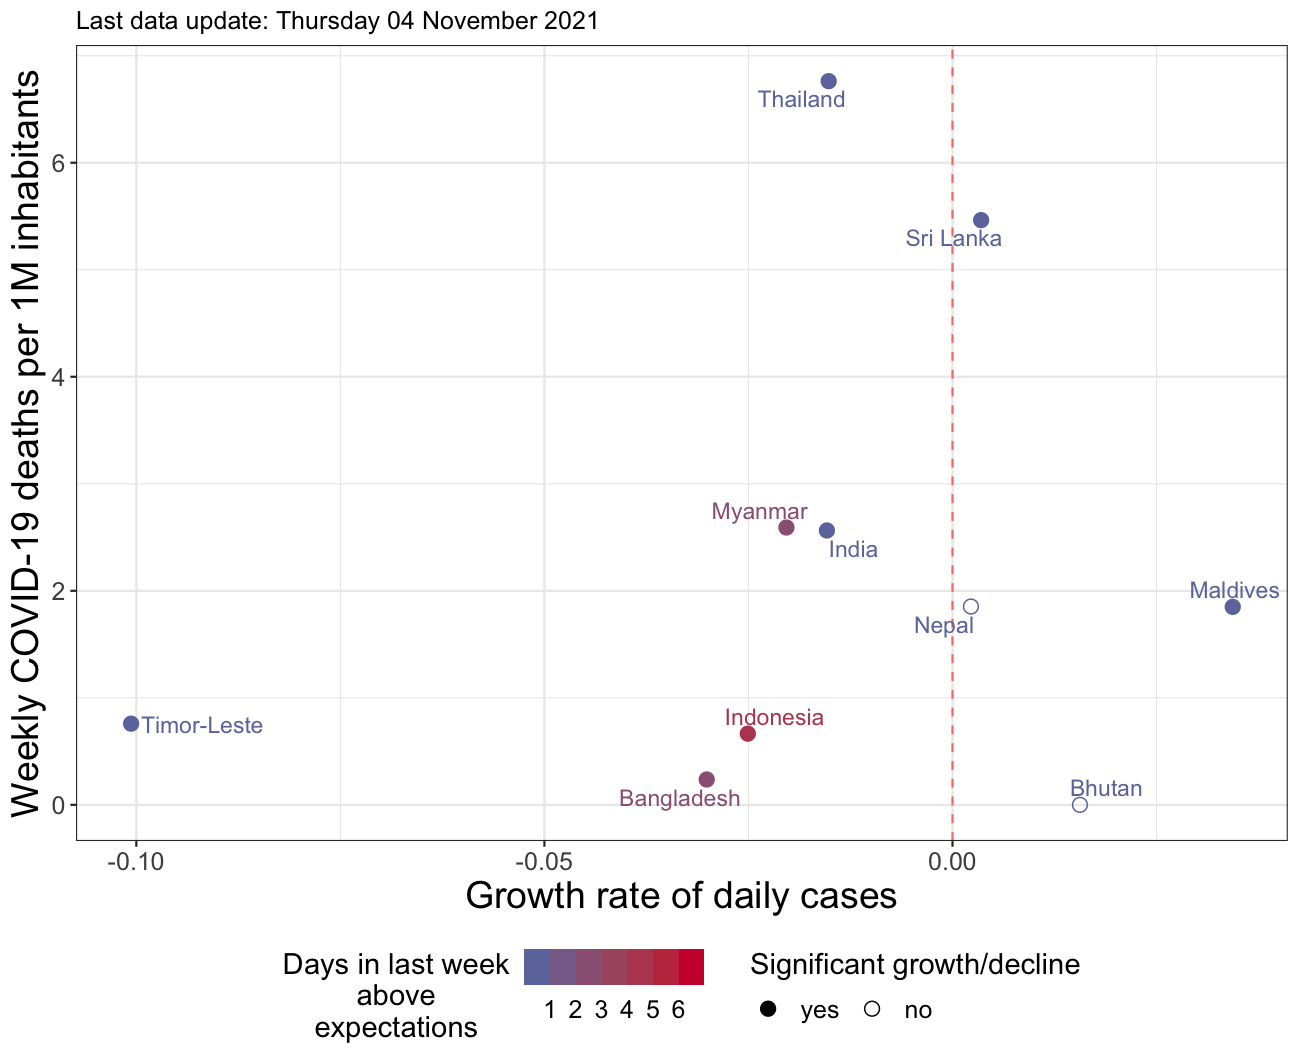 Last data update: Thursday 04 November 2021
Weekly COVID-19 deaths per 1M inhabitants
6
4
2
0
Thailand
Sri Lanka
Myanmar
India
Maldives
Nepal
Timor-Leste
Indonesia
Bangladesh
Bhutan
-0.10 -0.05 0.00
Growth rate of daily cases
Days in last week
above
expectations
1 2 3 4 5 6
Significant growth/decline
yes no